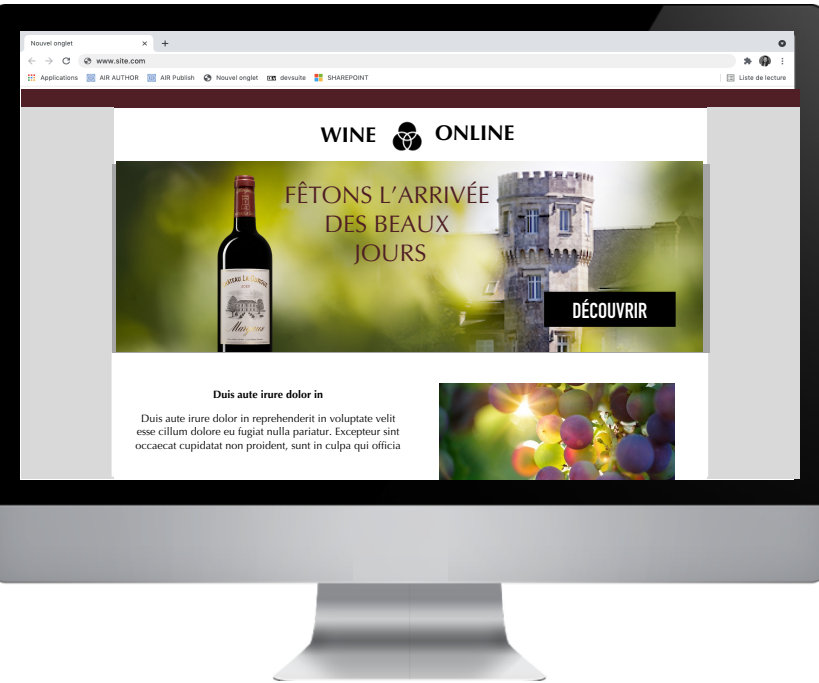 Nouvel onglet
www.site.com
Applications AIR AUTHOR AIR Publish Nouvel onglet devsuite SHAREPOINT Liste de lecture
WINE ONLINE
FÊTONS L'ARRIVÉE
DES BEAUX
JOURS
DÉCOUVRIR
Duis aute irure dolor in
Duis aute irure dolor in reprehenderit in voluptate velit
esse cillum dolore eu fugiat nulla pariatur. Excepteur sint
occaecat cupidatat non proident, sunt in culpa qui officia